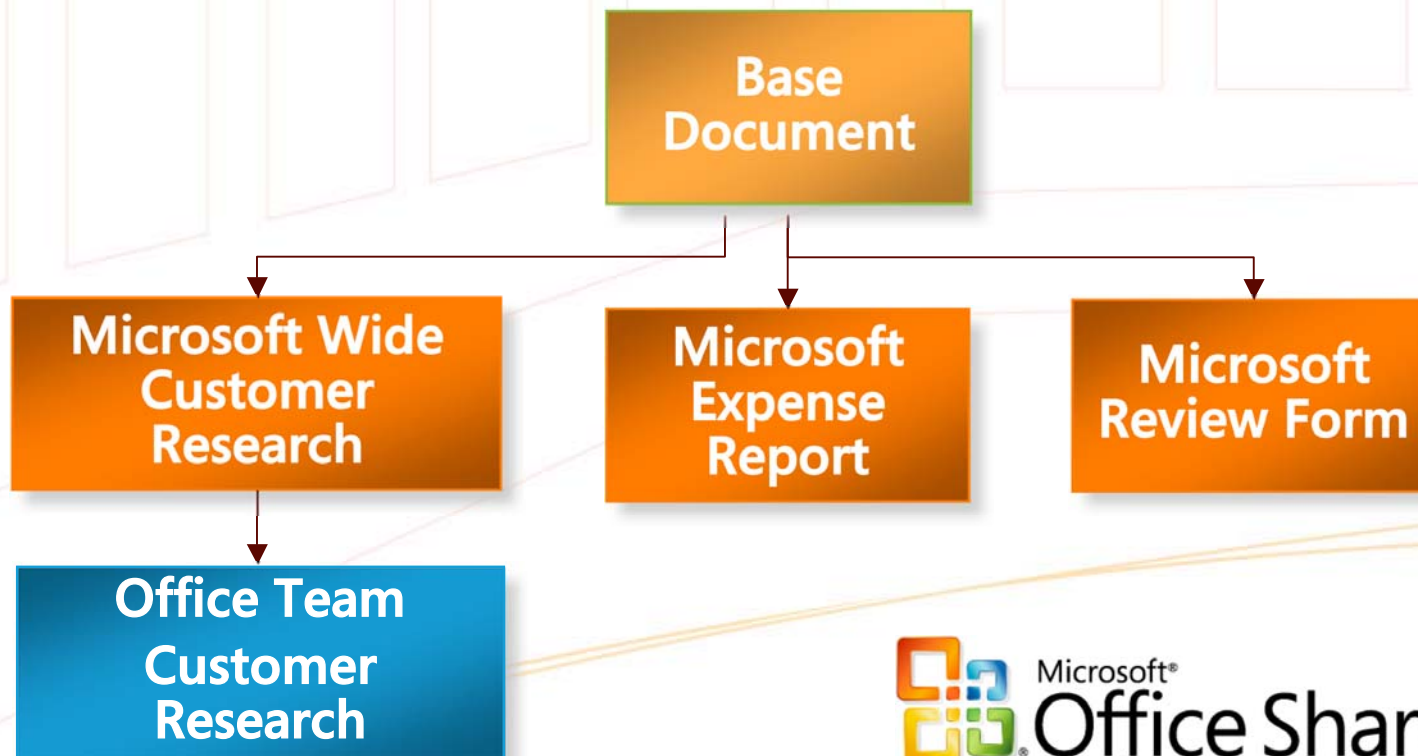 Base
Document
Microsoft Wide
Customer
Research
Microsoft
Expense
Report
Microsoft
Review Form
Office Team
Customer
Research
Microsoft®
Office Shar